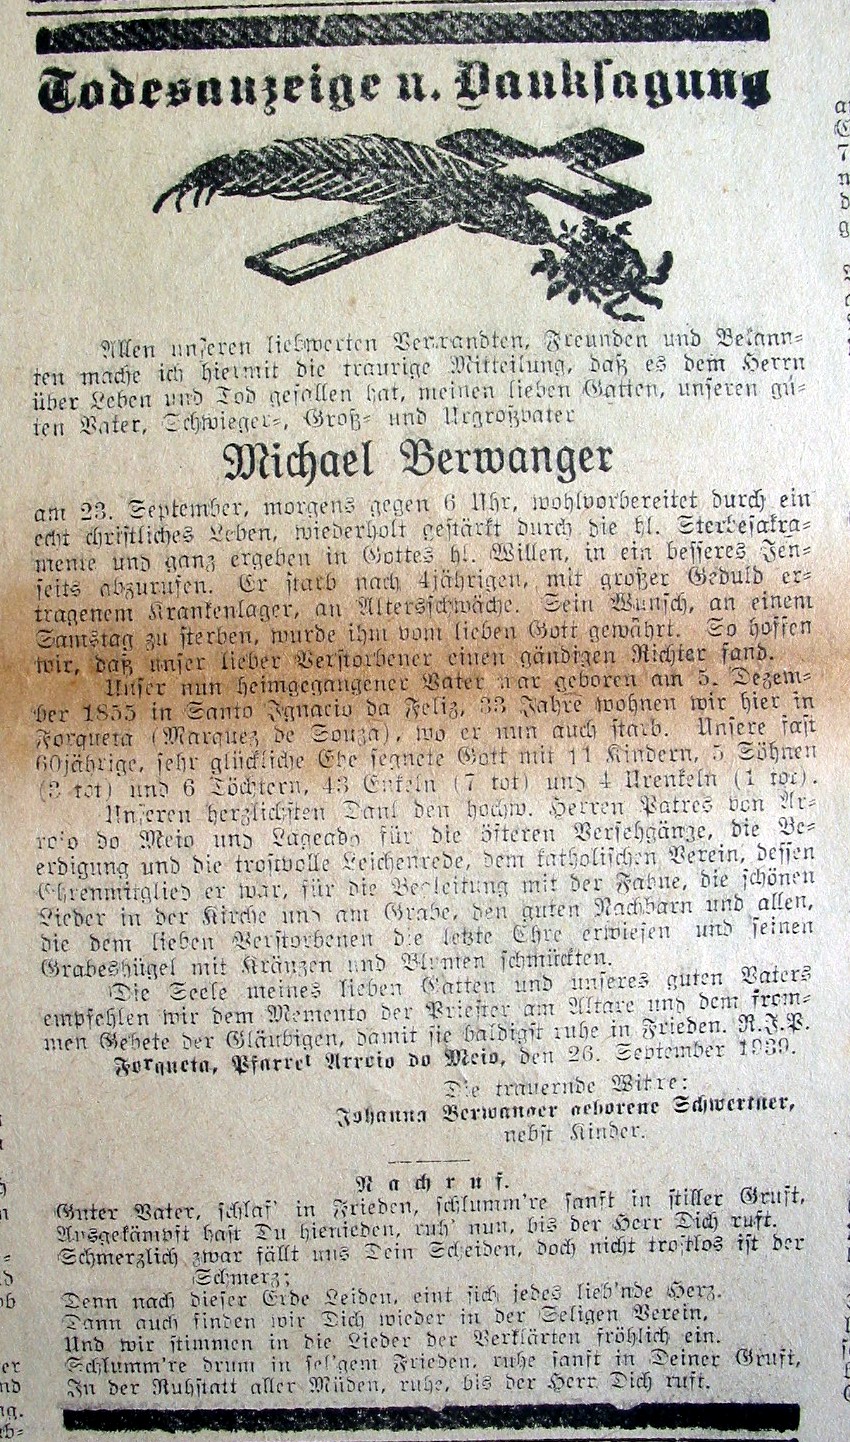 Todesanzeige u. Danksagung
Allen unseren liebwerten Verwandten, Freunden und Bekann-
ten mache ich hiermit die traurige Mitteilung, daß es dem Herrn
über Leben und Tod gefallen hat, meinen lieben Gatten, unseren gu-
ten Vater, Schwieger-, Groß- und Urgroßvater
Michael Berwanger
am 23. September, morgens gegen 6 Uhr, wohlvorbereitet durch ein
echt christliches Leben, wiederholt gestärkt durch die hl. Sterbesakra-
mente und ganz ergeben in Gottes hl. Willen, in ein besseres Jen-
seits abzurufen. Er starb nach 4jährigen, mit großer Geduld er-
tragenem Krankenlager, an Altersschwäche. Sein Wunsch, an einem
Samstag zu sterben, wurde ihm vom lieben Gott gewährt. So hoffen
wir, daß unser lieber Verstorbener einen gändigen Richter fand.
Unser nun heimgegangener Vater war geboren am 5. Dezem-
ber 1855 in Santo Ignacio da Feliz, 33 Jahre wohnen wir hier in
Forqueta (Marquez de Souza), wo er nun auch starb. Unsere fast
60jährige, sehr glückliche Ehe segnete Gott mit 11 Kindern, 5 Söhnen
tot) und 6 Töchtern, 43 Enkeln (7 tot) und 4 Urenkeln (1 tot).
Unseren herzlichsten Dank den hochw. Herren Patres von Ar-
roio do Meio und Lageado für die öfteren Versehgänge, die Be-
erdigung und die trostvolle Leichenrede, dem katholischen Verein, dessen
Ehrenmitglied er war, für die Begleitung mit der Fahne, die schönen
Lieder in der Kirche und am Grabe, den guten Nachbarn und allen,
die dem lieben Verstorbenen die letzte Ehre erwiesen und seinen
Grabeshügel mit Kränzen und Blumen schmückten.
Die Seele meines lieben Gatten und unseres guten Vaters
empfehlen wir dem Memento der Priester am Altare und dem from-
men Gebete der Gläubigen, damit sie baldigst ruhe in Frieden. R.I.P.
Forqueta, Pfarrei Arroio do Meio, den 26. September 1939.
Die trauernde Witwe:
Johanna Berwanger geborene Schwertner,
nebst Kinder.
Nachruf.
Guter Vater, schlaf' in Frieden, schlumm're sanft in stiller Gruft,
Ausgekämpft hast Du hienieden, ruh' nun, bis der Herr Dich ruft.
Schmerzlich zwar fällt uns Dein Scheiden, doch nicht trostlos ist der
Schmerz;
Denn nach dieser Erde Leiden, eint sich jedes lieb'nde Herz.
Dann auch finden wir Dich wieder in der Seligen Verein,
Und wir stimmen in die Lieder der Verklärten fröhlich ein.
Schlumm're drum in sel'gem Frieden, ruhe sanft in Deiner Gruft,
In der Ruhstatt aller Müden, ruhe, bis der Herr Dich ruft.